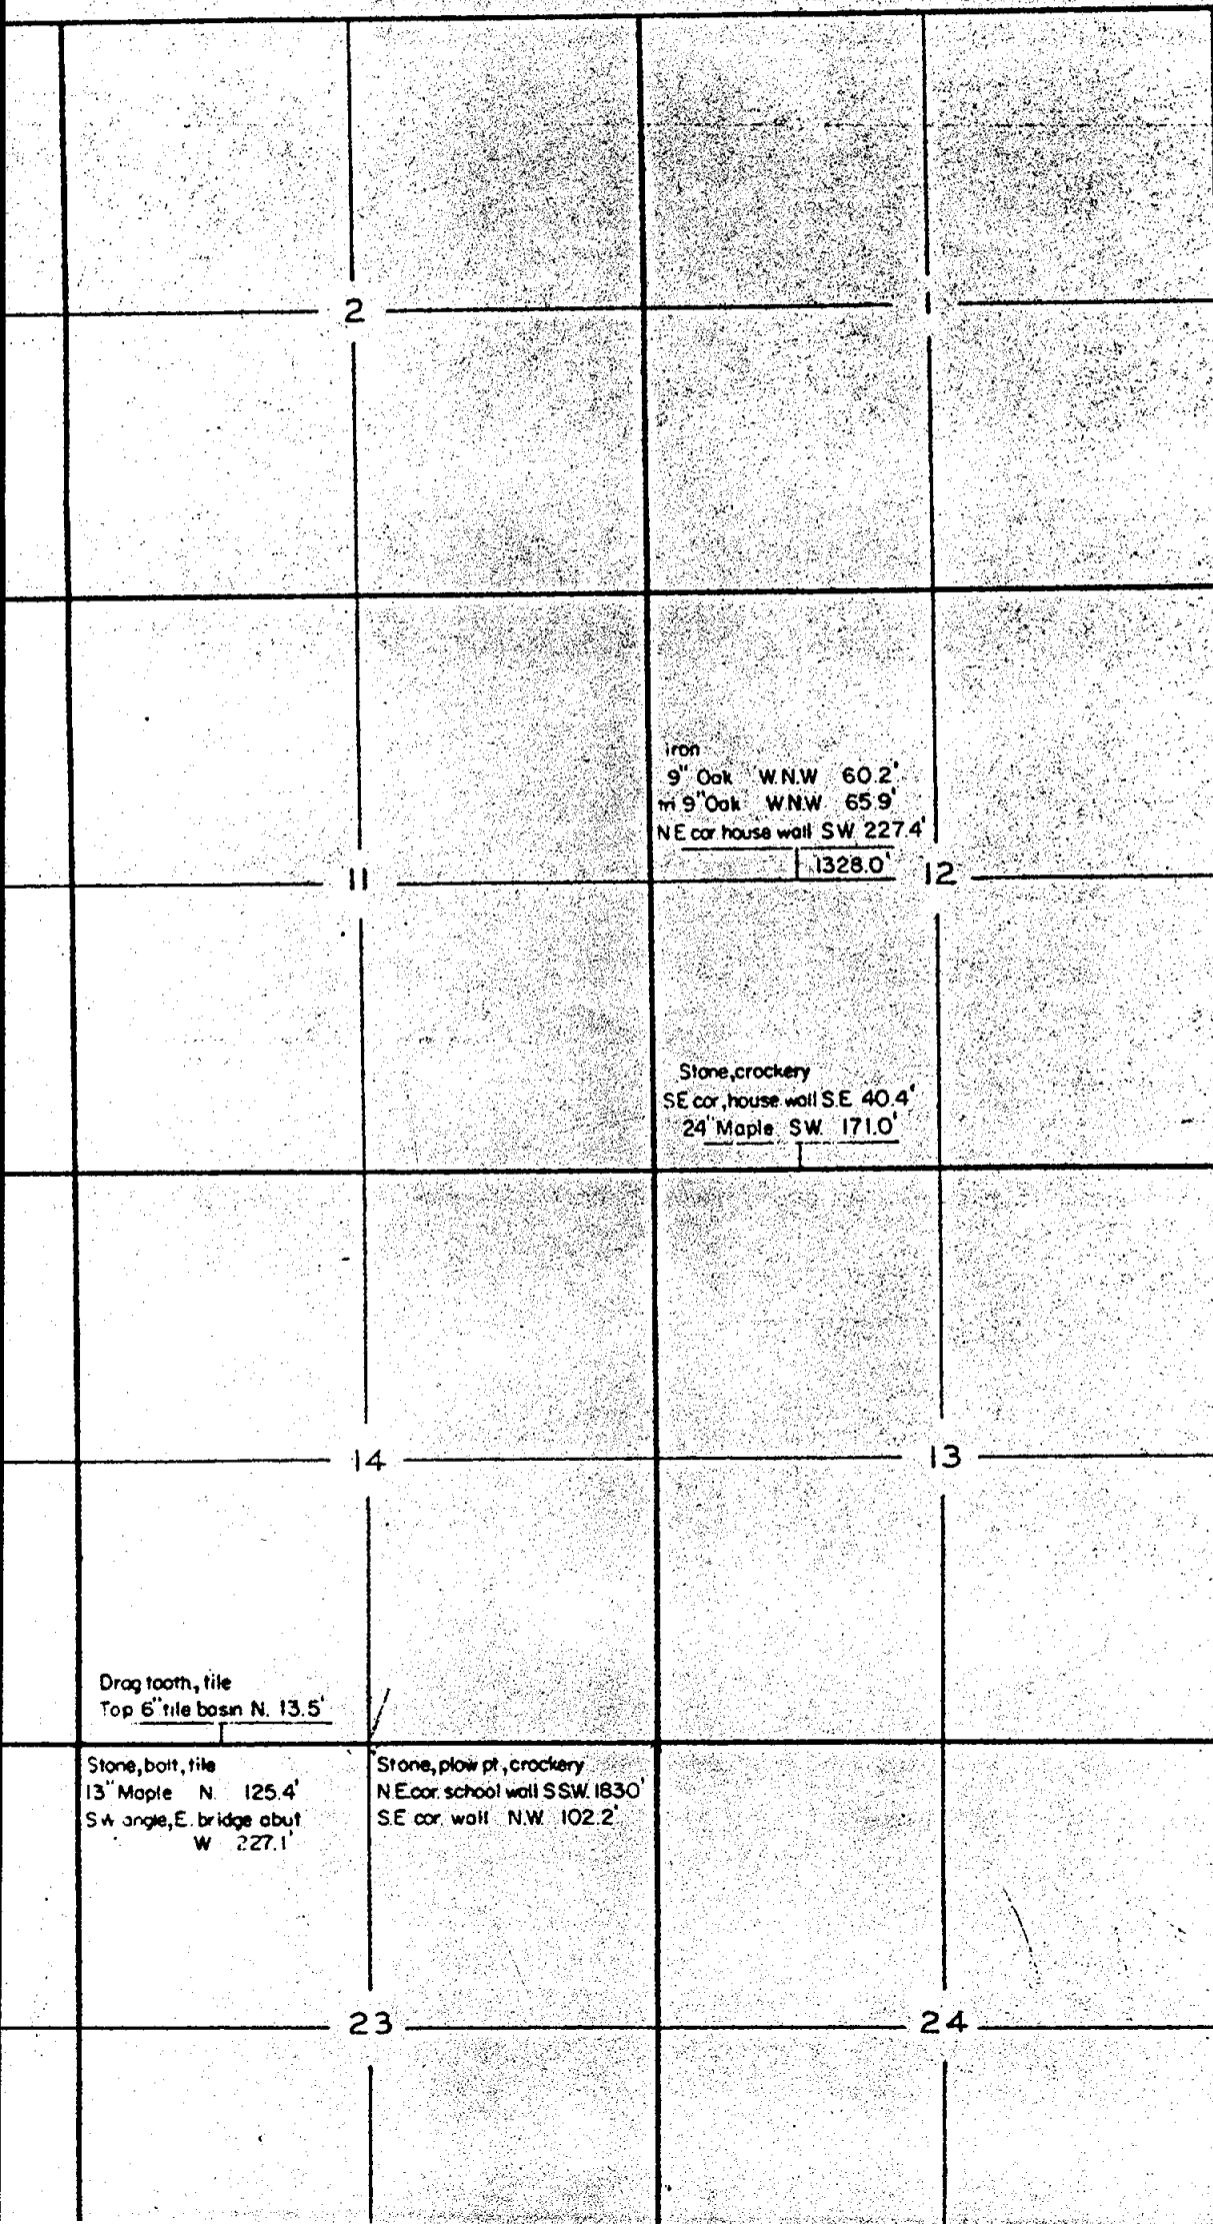 2
1
iron
9" Oak W.N.W 60.2'
tri 9" Oak W.N.W. 65.9'
N E cor house wall SW. 227.4'
1328.0'
11
12
Stone, crockery
S E cor, house wall S.E. 40.4'
24" Maple SW. 171.0'
14
13
Drag tooth, tile
Top 6" tile basin N. 13.5'
Stone, bolt, tile
13" Maple N. 125.4'
S W angle, E. bridge abut
W 227.1'
Stone, plow pt, crockery
N.E cor. school wall S S.W. 183.0'
S.E cor. wall N.W. 102.2'
23
24